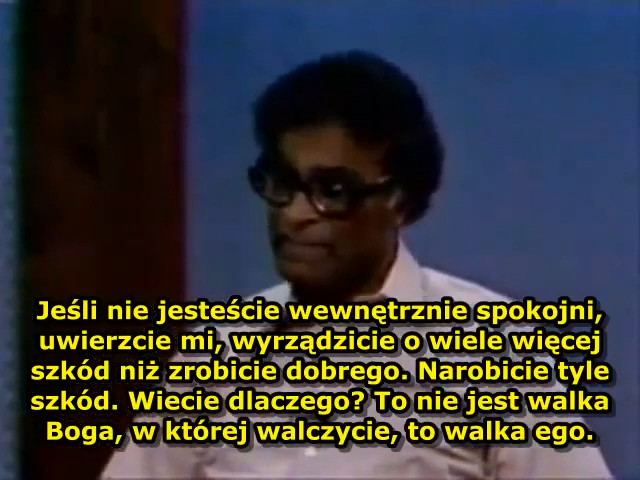 Jeśli nie jesteście wewnętrznie spokojni,
uwierzcie mi, wyrządzicie o wiele więcej
szkód niż zrobicie dobrego. Narobicie tyle
szkód. Wiecie dlaczego? To nie jest walka
Boga, w której walczycie, to walka ego.